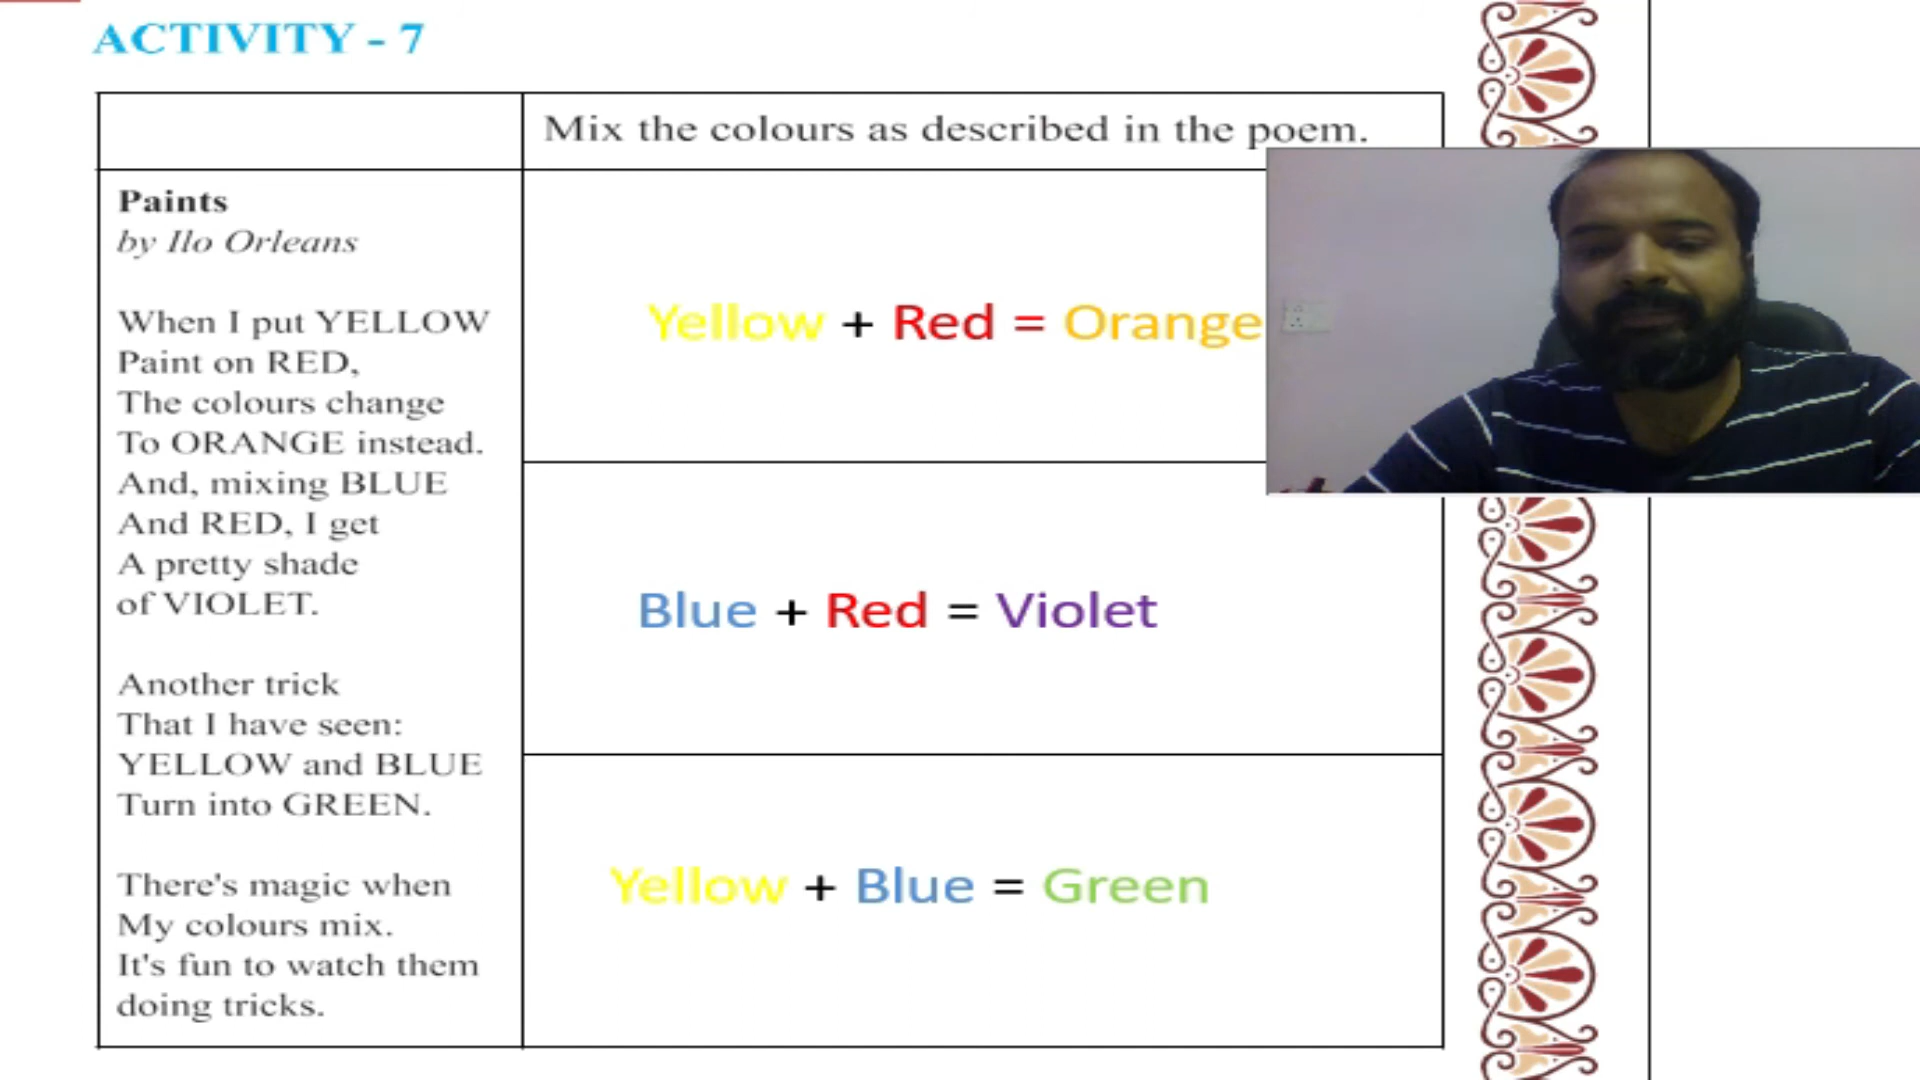 ACTIVITY - 7
Mix the colours as described in the poem.
Paints
by Ilo Orleans
When I put YELLOW
Paint on RED,
The colours change
To ORANGE instead.
And, mixing BLUE
And RED, I get
A pretty shade
of VIOLET.
Another trick
That I have seen:
YELLOW and BLUE
Turn into GREEN.
There's magic when
My colours mix.
It's fun to watch them
doing tricks.
Yellow + Red = Orange
Blue + Red = Violet
Yellow + Blue = Green